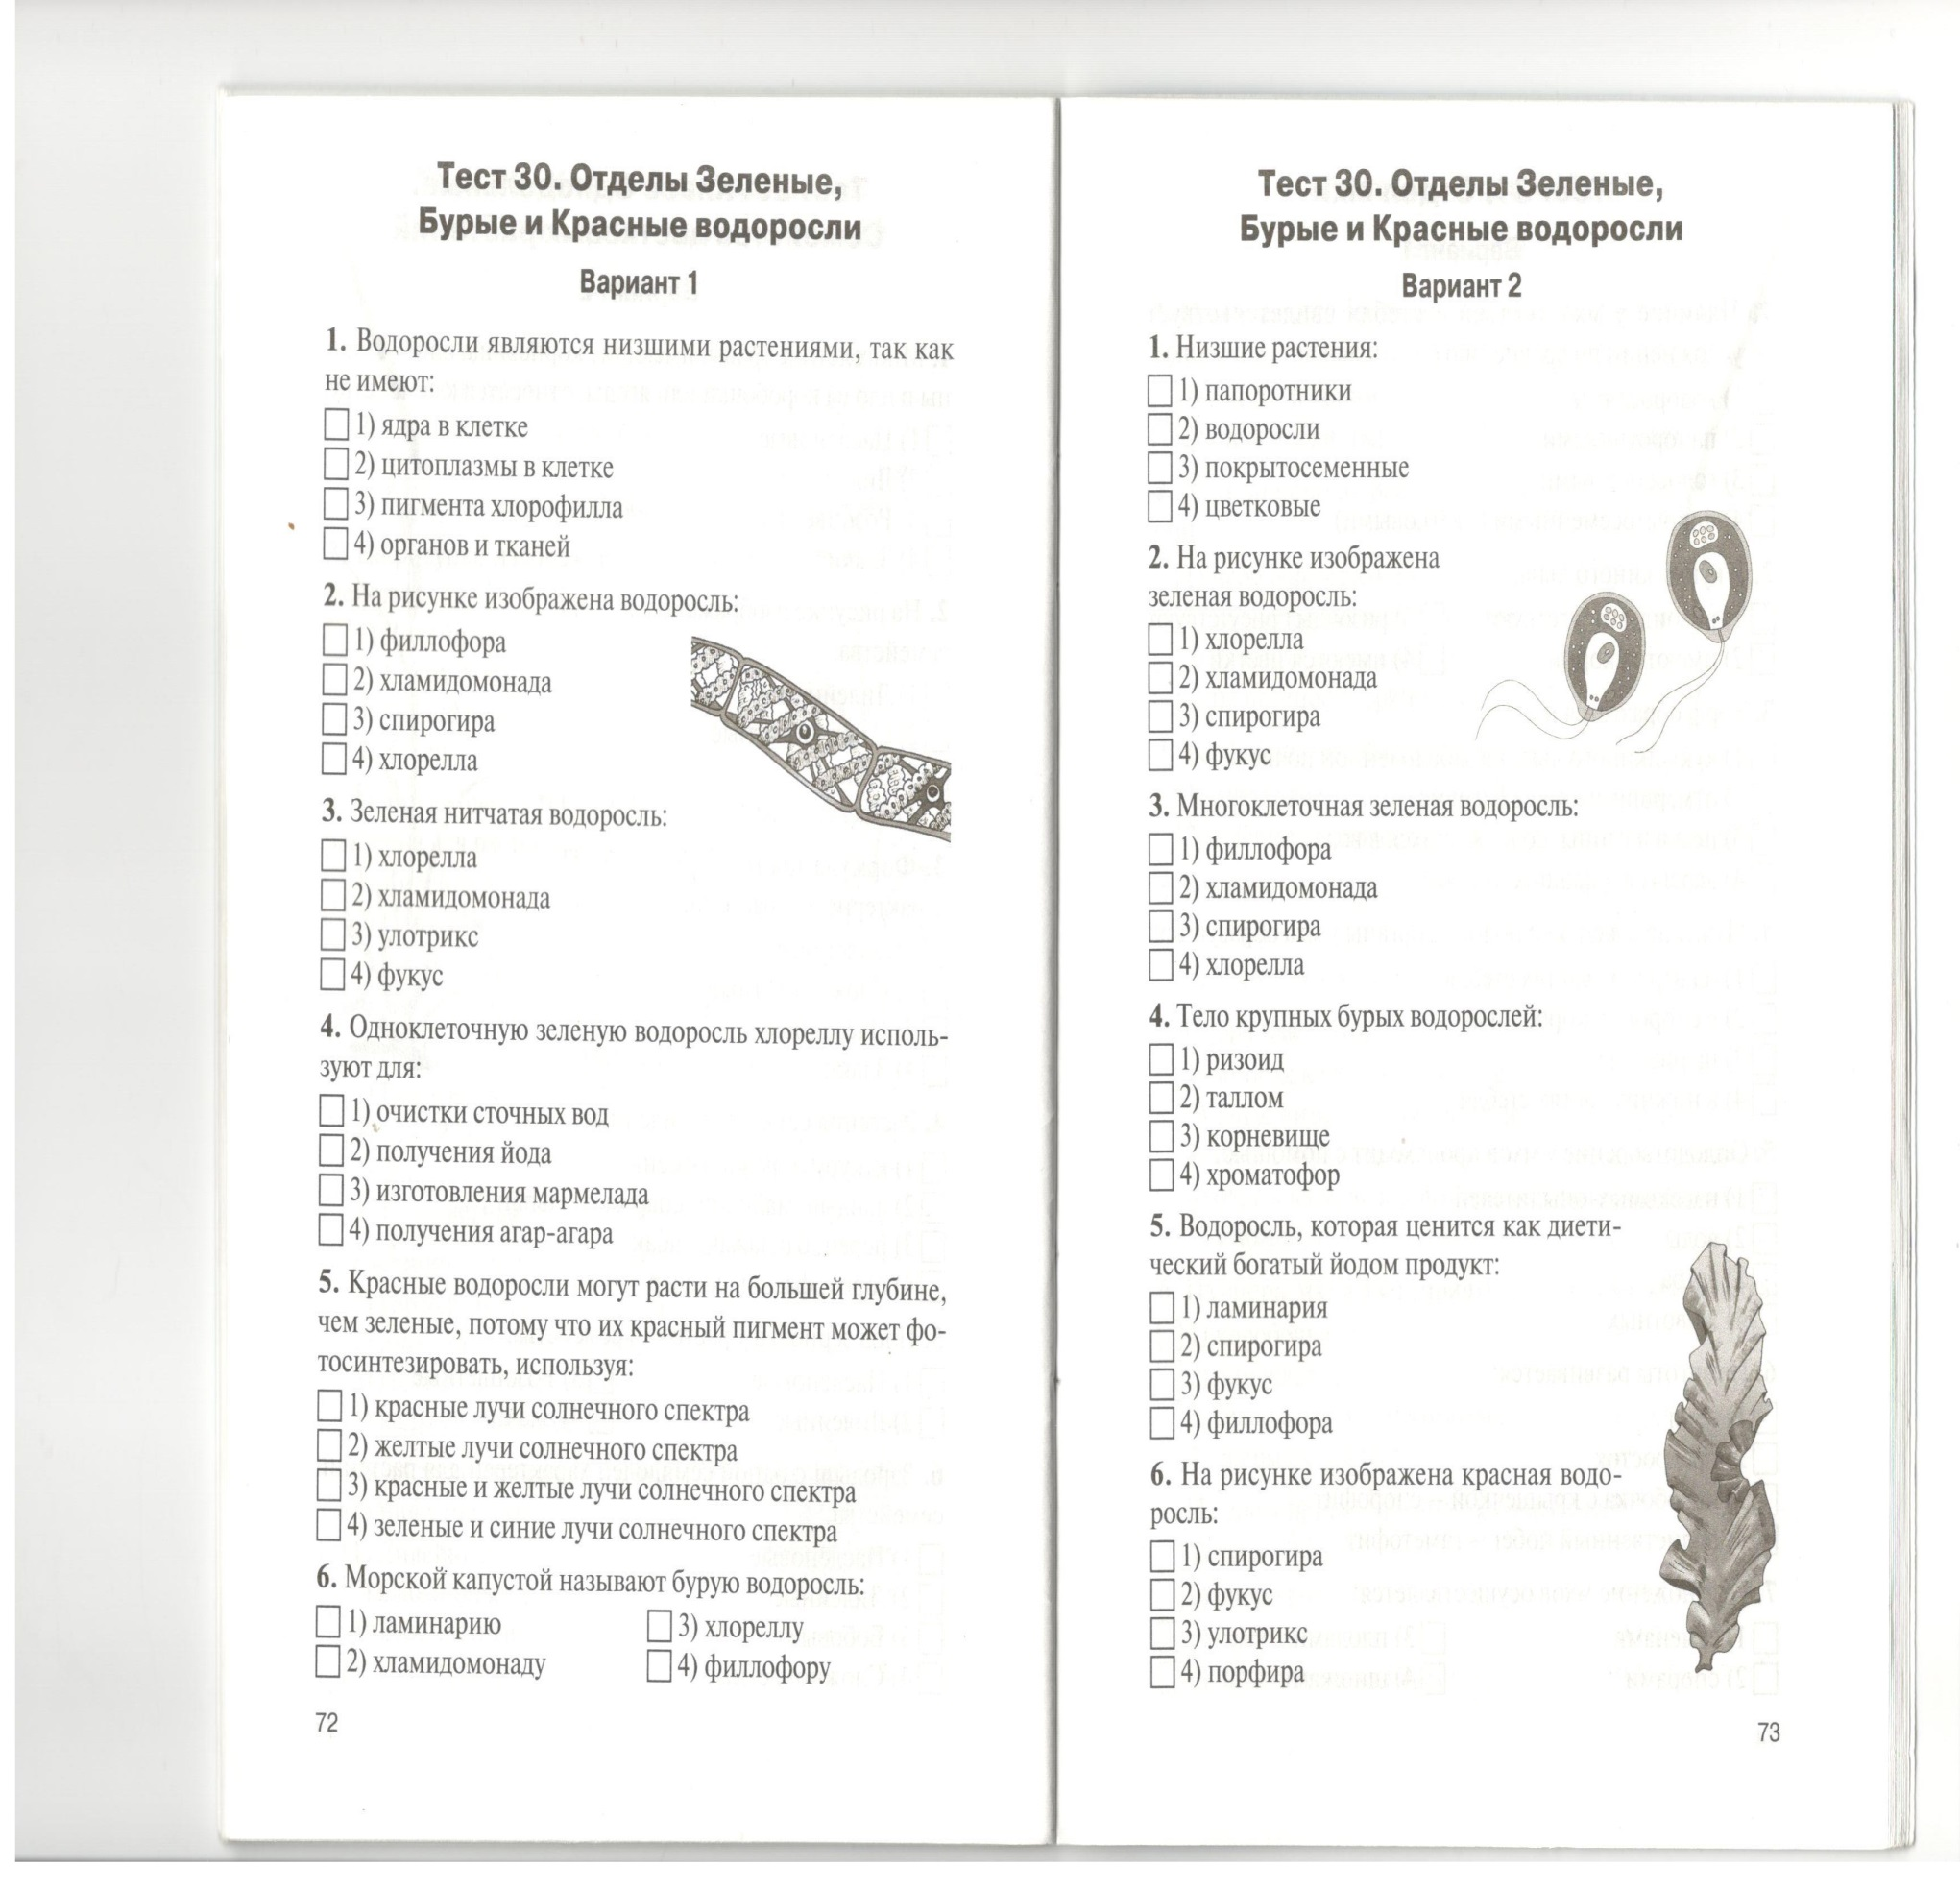 Тест 30. Отделы Зеленые,
Бурые и Красные водоросли
Вариант 1
1. Водоросли являются низшими растениями, так как
не имеют:
1) ядра в клетке
2) цитоплазмы в клетке
3) пигмента хлорофилла
4) органов и тканей
2. На рисунке изображена водоросль:
1) филлофора
2) хламидомонада
3) спирогира
4) хлорелла
3. Зеленая нитчатая водоросль:
1) хлорелла
2) хламидомонада
3) улотрикс
4) фукус
4. Одноклеточную зеленую водоросль хлореллу исполь-
зуют для:
1) очистки сточных вод
2) получения йода
3) изготовления мармелада
4) получения агар-агара
5. Красные водоросли могут расти на большей глубине,
чем зеленые, потому что их красный пигмент может фо-
тосинтезировать, используя:
1) красные лучи солнечного спектра
2) желтые лучи солнечного спектра
3) красные и желтые лучи солнечного спектра
4) зеленые и синие лучи солнечного спектра
6. Морской капустой называют бурую водоросль:
1) ламинарию
2) хламидомонаду
3) хлореллу
4) филлофору
72
Тест 30. Отделы Зеленые,
Бурые и Красные водоросли
Вариант 2
1. Низшие растения:
1) папоротники
2) водоросли
3) покрытосеменные
4) цветковые
2. На рисунке изображена
зеленая водоросль:
1) хлорелла
2) хламидомонада
3) спирогира
4) фукус
3. Многоклеточная зеленая водоросль:
1) филлофора
2) хламидомонада
3) спирогира
4) хлорелла
4. Тело крупных бурых водорослей:
1) ризоид
2) таллом
3) корневище
4) хроматофор
5. Водоросль, которая ценится как диети-
ческий богатый йодом продукт:
1) ламинария
2) спирогира
3) фукус
4) филлофора
6. На рисунке изображена красная водо-
росль:
1) спирогира
2) фукус
3) улотрикс
4) порфира
73